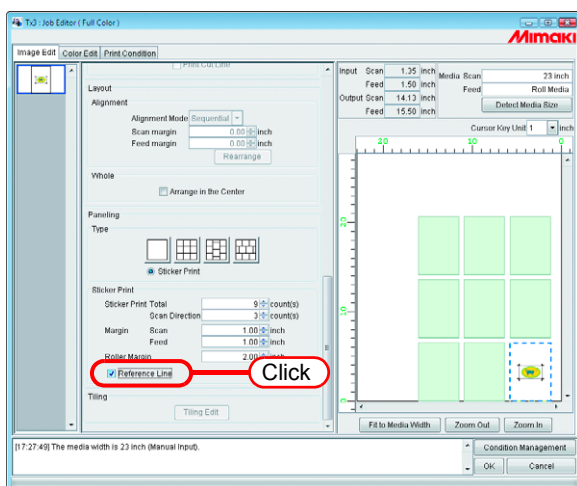 Tx3 : Job Editor ( Full Color )
Mimaki
Image Edit Color Edit Print Condition
Print Cut Line
Layout
Alignment
Alignment Mode Sequential
Scan margin 0.00 inch
Feed margin 0.00 inch
Rearrange
Whole
Arrange in the Center
Paneling
Type
Sticker Print
Sticker Print
Sticker Print Total 9 count(s)
Scan Direction 3 count(s)
Margin Scan 1.00 inch
Feed 1.00 inch
Roller Margin 2.00 inch
Reference Line
Click
Tiling
Tiling Edit
Input Scan 1.35 inch
Feed 1.50 inch
Output Scan 14.13 inch
Feed 15.50 inch
Media Scan 23 inch
Feed Roll Media
Detect Media Size
Cursor Key Unit 1 inch
20 10 0
20
10
0
Fit to Media Width Zoom Out Zoom In
[17:27:49] The media width is 23 inch (Manual Input).
Condition Management
OK Cancel